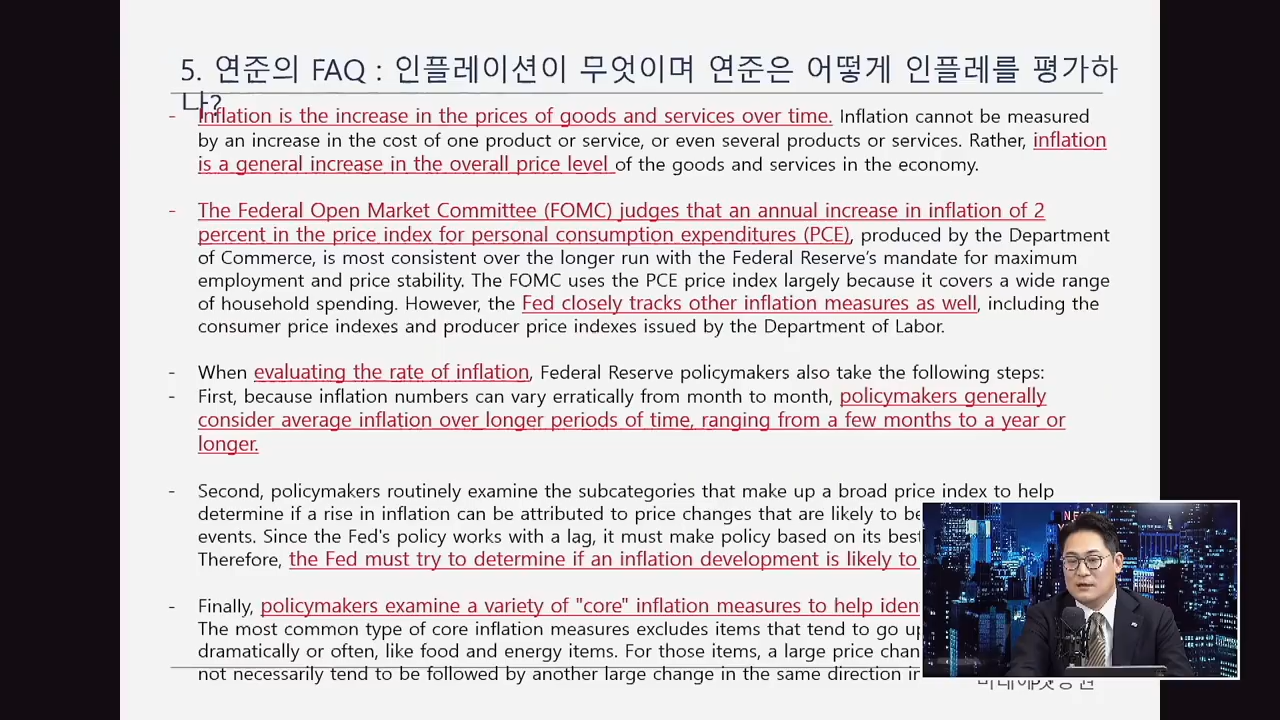 5. 연준의 FAQ : 인플레이션이 무엇이며 연준은 어떻게 인플레를 평가하
나?
- Inflation is the increase in the prices of goods and services over time. Inflation cannot be measured
by an increase in the cost of one product or service, or even several products or services. Rather, inflation
is a general increase in the overall price level of the goods and services in the economy.
- The Federal Open Market Committee (FOMC) judges that an annual increase in inflation of 2
percent in the price index for personal consumption expenditures (PCE), produced by the Department
of Commerce, is most consistent over the longer run with the Federal Reserve's mandate for maximum
employment and price stability. The FOMC uses the PCE price index largely because it covers a wide range
of household spending. However, the Fed closely tracks other inflation measures as well, including the
consumer price indexes and producer price indexes issued by the Department of Labor.
- When evaluating the rate of inflation, Federal Reserve policymakers also take the following steps:
- First, because inflation numbers can vary erratically from month to month, policymakers generally
consider average inflation over longer periods of time, ranging from a few months to a year or
longer.
- Second, policymakers routinely examine the subcategories that make up a broad price index to help
determine if a rise in inflation can be attributed to price changes that are likely to be
events. Since the Fed's policy works with a lag, it must make policy based on its best
Therefore, the Fed must try to determine if an inflation development is likely to
- Finally, policymakers examine a variety of "core" inflation measures to help iden
The most common type of core inflation measures excludes items that tend to go up
dramatically or often, like food and energy items. For those items, a large price chan
not necessarily tend to be followed by another large change in the same direction in